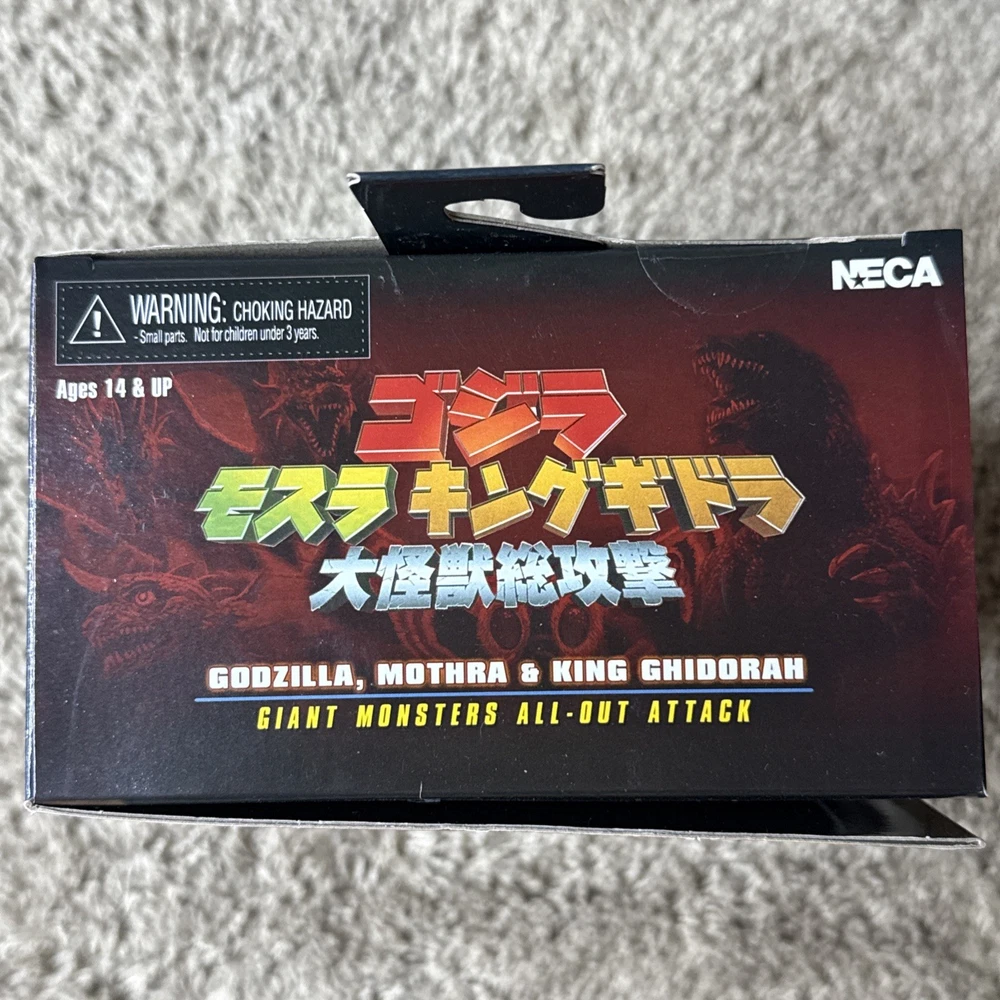 NECA
WARNING: CHOKING HAZARD
-Small parts. Not for children under 3 years.
Ages 14 & UP
ゴジラ
モスラ キングギドラ
大怪獣総攻撃
GODZILLA, MOTHRA & KING GHIDORAH
GIANT MONSTERS ALL-OUT ATTACK